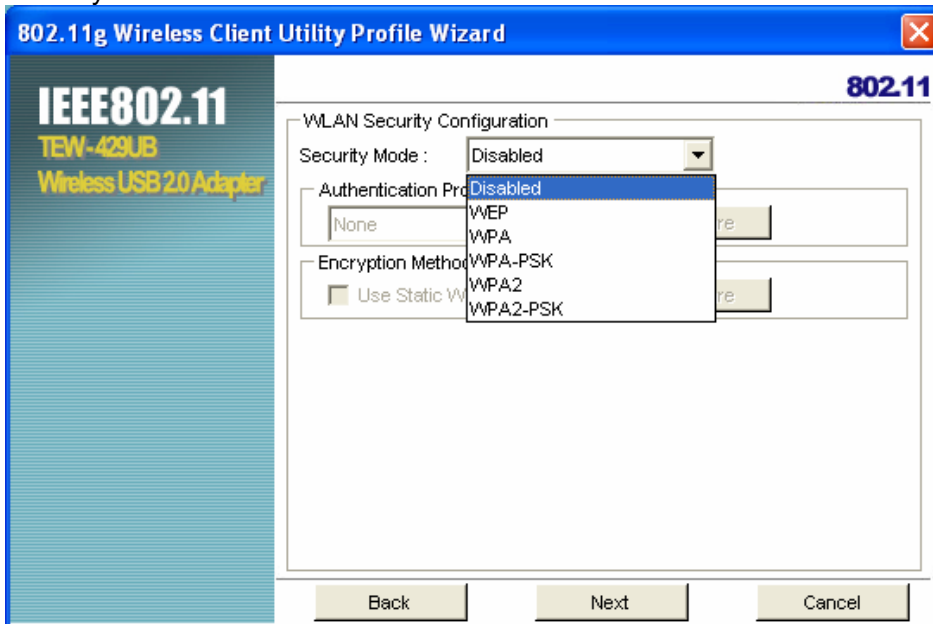 802.11g Wireless Client Utility Profile Wizard
IEEE802.11
TEW-429UB
Wireless USB 2.0 Adapter
802.11
WLAN Security Configuration
Security Mode : Disabled
Disabled
WEP
WPA
WPA-PSK
WPA2
WPA2-PSK
Authentication
None
Encryption
Use Static
Back Next Cancel